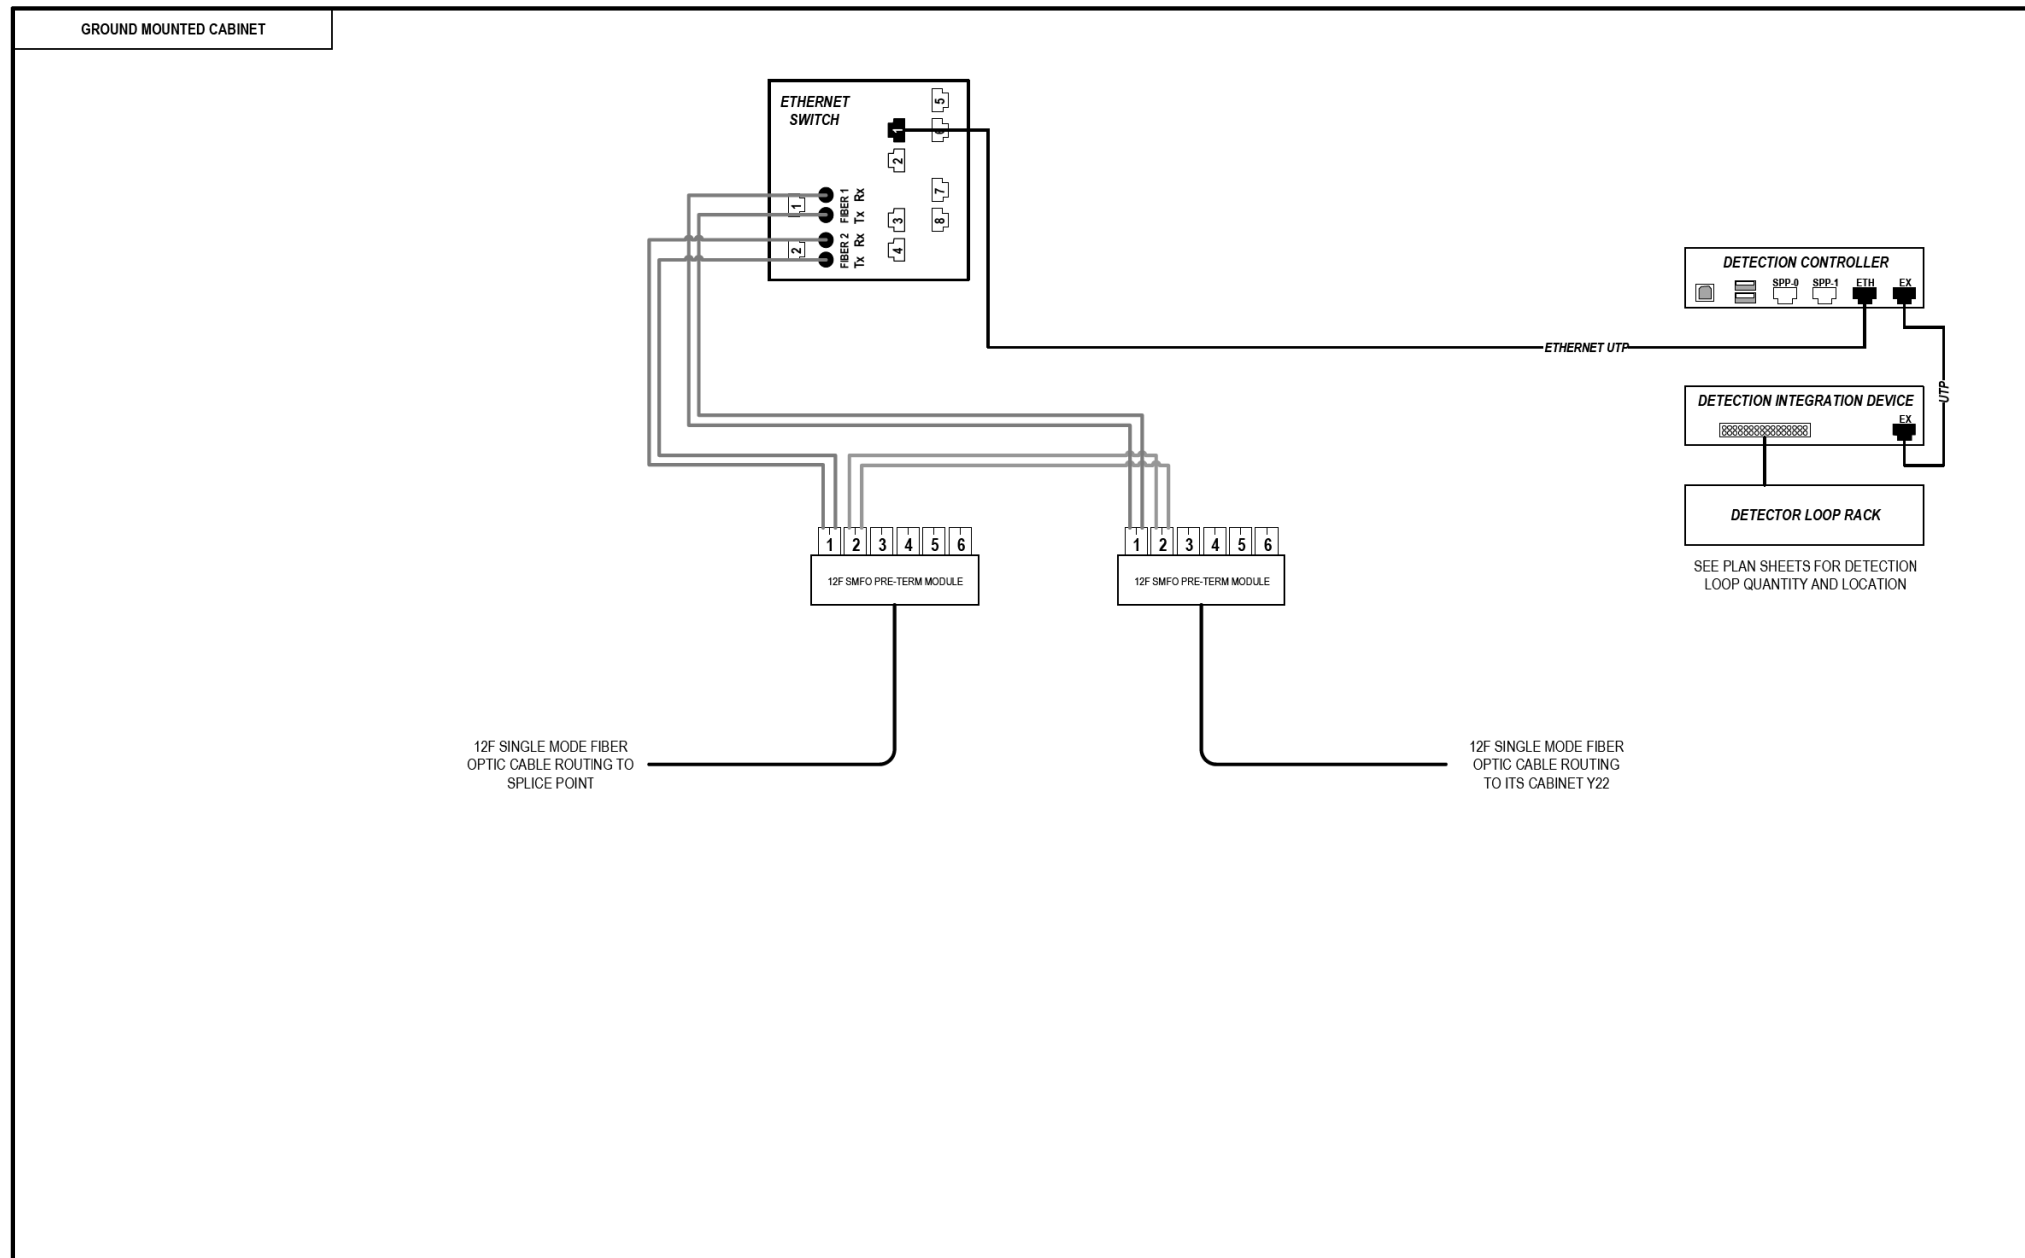 GROUND MOUNTED CABINET
ETHERNET
SWITCH
5
1
2
7
3
8
4
1
FIBER 1
Rx
Tx
2
FIBER 2
Rx
Tx
DETECTION CONTROLLER
SPP-0 SPP-1 ETH EX
ETHERNET UTP
UTP
DETECTION INTEGRATION DEVICE
EX
DETECTOR LOOP RACK
SEE PLAN SHEETS FOR DETECTION
LOOP QUANTITY AND LOCATION
1 2 3 4 5 6
12F SMFO PRE-TERM MODULE
1 2 3 4 5 6
12F SMFO PRE-TERM MODULE
12F SINGLE MODE FIBER
OPTIC CABLE ROUTING TO
SPLICE POINT
12F SINGLE MODE FIBER
OPTIC CABLE ROUTING
TO ITS CABINET Y22